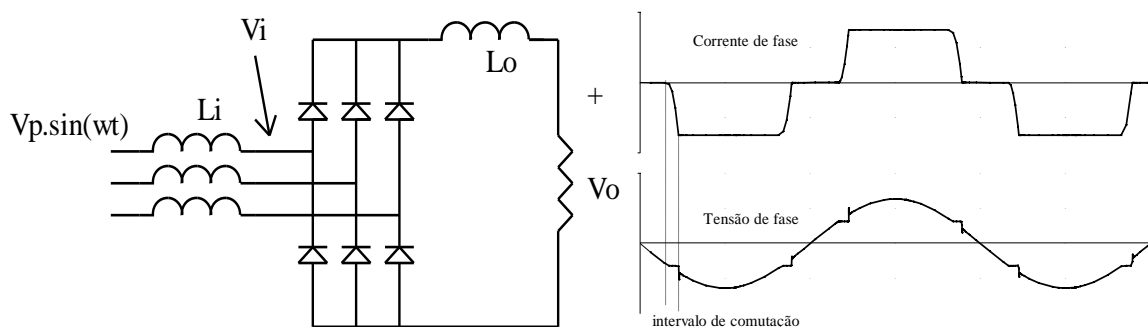 Vi
Lo
Li
Vp.sin(wt)
+
Vo
Corrente de fase
Tensão de fase
intervalo de comutação